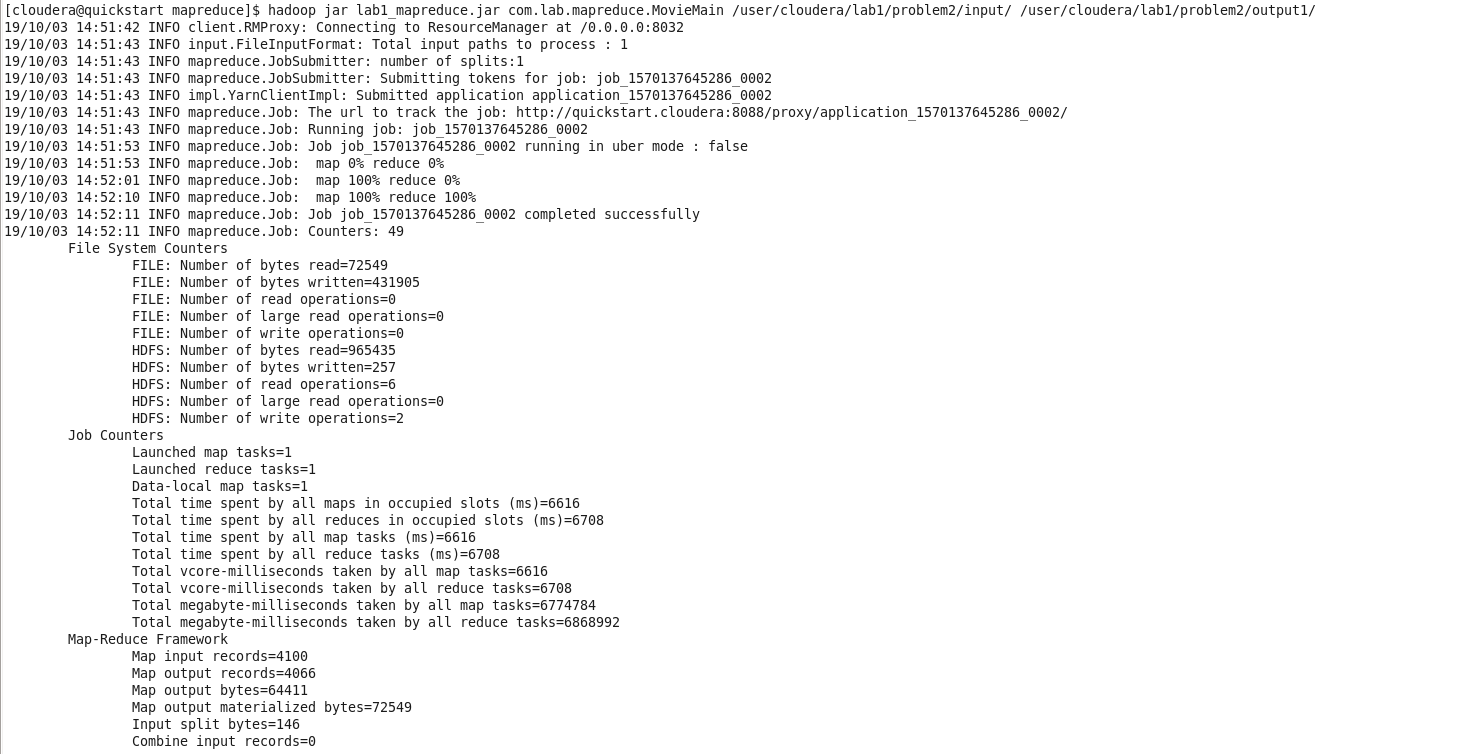 [cloudera@quickstart mapreduce]$ hadoop jar lab1_mapreduce.jar com.lab.mapreduce.MovieMain /user/cloudera/lab1/problem2/input/ /user/cloudera/lab1/problem2/output1/
19/10/03 14:51:42 INFO client.RMProxy: Connecting to ResourceManager at /0.0.0.0:8032
19/10/03 14:51:43 INFO input.FileInputFormat: Total input paths to process : 1
19/10/03 14:51:43 INFO mapreduce.JobSubmitter: number of splits:1
19/10/03 14:51:43 INFO mapreduce.JobSubmitter: Submitting tokens for job: job_1570137645286_0002
19/10/03 14:51:43 INFO impl.YarnClientImpl: Submitted application application_1570137645286_0002
19/10/03 14:51:43 INFO mapreduce.Job: The url to track the job: http://quickstart.cloudera:8088/proxy/application_1570137645286_0002/
19/10/03 14:51:43 INFO mapreduce.Job: Running job: job_1570137645286_0002
19/10/03 14:51:53 INFO mapreduce.Job: Job job_1570137645286_0002 running in uber mode : false
19/10/03 14:51:53 INFO mapreduce.Job:  map 0% reduce 0%
19/10/03 14:52:01 INFO mapreduce.Job:  map 100% reduce 0%
19/10/03 14:52:10 INFO mapreduce.Job:  map 100% reduce 100%
19/10/03 14:52:11 INFO mapreduce.Job: Job job_1570137645286_0002 completed successfully
19/10/03 14:52:11 INFO mapreduce.Job: Counters: 49
File System Counters
FILE: Number of bytes read=72549
FILE: Number of bytes written=431905
FILE: Number of read operations=0
FILE: Number of large read operations=0
FILE: Number of write operations=0
HDFS: Number of bytes read=965435
HDFS: Number of bytes written=257
HDFS: Number of read operations=6
HDFS: Number of large read operations=0
HDFS: Number of write operations=2
Job Counters
Launched map tasks=1
Launched reduce tasks=1
Data-local map tasks=1
Total time spent by all maps in occupied slots (ms)=6616
Total time spent by all reduces in occupied slots (ms)=6708
Total time spent by all map tasks (ms)=6616
Total time spent by all reduce tasks (ms)=6708
Total vcore-milliseconds taken by all map tasks=6616
Total vcore-milliseconds taken by all reduce tasks=6708
Total megabyte-milliseconds taken by all map tasks=6774784
Total megabyte-milliseconds taken by all reduce tasks=6868992
Map-Reduce Framework
Map input records=4100
Map output records=4066
Map output bytes=64411
Map output materialized bytes=72549
Input split bytes=146
Combine input records=0